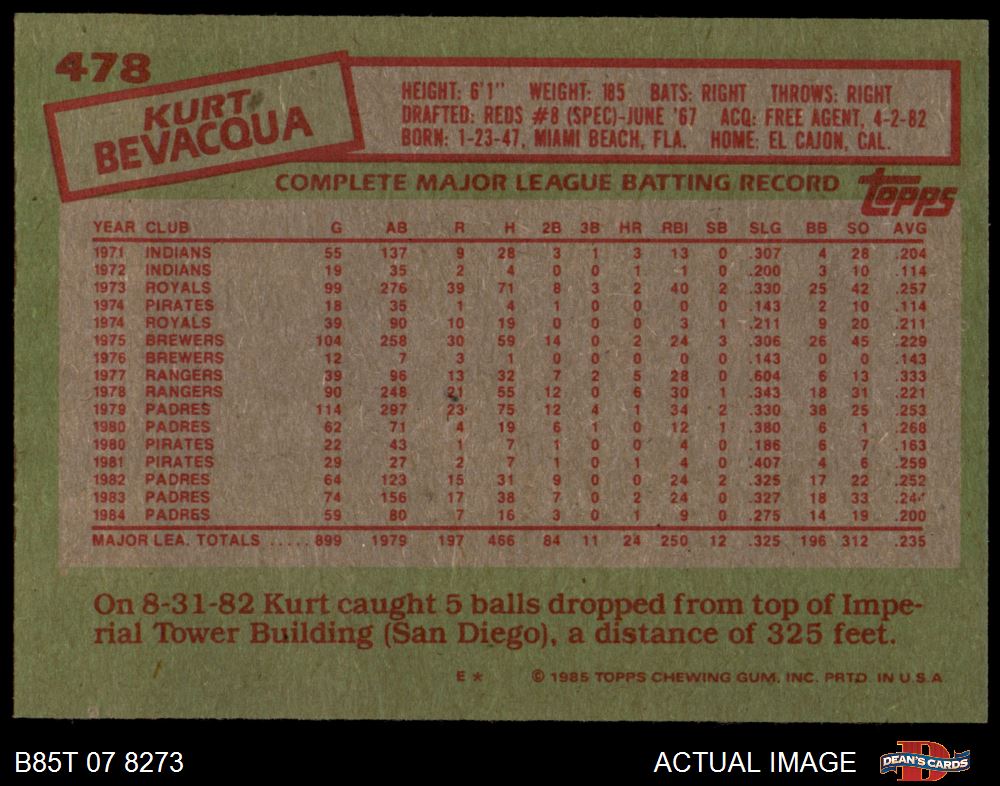 478
KURT
BEVACQUA
HEIGHT: 6'1" WEIGHT: 185 BATS: RIGHT THROWS: RIGHT
DRAFTED: REDS #8 (SPEC)-JUNE '67 ACQ: FREE AGENT, 4-2-82
BORN: 1-23-47, MIAMI BEACH, FLA. HOME: EL CAJON, CAL.
COMPLETE MAJOR LEAGUE BATTING RECORD topps
YEAR CLUB G AB R H 2B 3B HR RBI SB SLG BB SO AVG
1971 INDIANS 55 137 9 28 3 1 3 13 0 .307 4 28 .204
1972 INDIANS 19 35 2 4 0 0 1 1 0 .200 3 10 .114
1973 ROYALS 99 276 39 71 8 3 2 40 2 .330 25 42 .257
1974 PIRATES 18 35 1 4 1 0 0 0 0 .143 2 10 .114
1974 ROYALS 39 90 10 19 0 0 0 3 1 .211 9 20 .211
1975 BREWERS 104 258 30 59 14 0 2 24 3 .306 26 45 .229
1976 BREWERS 12 7 3 1 0 0 0 0 0 .143 0 0 .143
1977 RANGERS 39 96 13 32 7 2 5 28 0 .604 6 13 .333
1978 RANGERS 90 248 21 55 12 0 6 30 1 .343 18 31 .221
1979 PADRES 114 297 23 75 12 4 1 34 2 .330 38 25 .253
1980 PADRES 62 71 4 19 6 1 0 12 1 .380 6 1 .268
1980 PIRATES 22 43 1 7 1 0 0 4 0 .186 6 7 .163
1981 PIRATES 29 27 2 7 1 0 1 4 0 .407 4 6 .259
1982 PADRES 64 123 15 31 9 0 0 24 2 .325 17 22 .252
1983 PADRES 74 156 17 38 7 0 2 24 0 .327 18 33
1984 PADRES 59 80 7 16 3 0 1 9 0 .275 14 19 .200
MAJOR LEA. TOTALS ..... 899 1979 197 466 84 11 24 250 12 .325 196 312 .235
On 8-31-82 Kurt caught 5 balls dropped from top of Impe-
rial Tower Building (San Diego), a distance of 325 feet.
E * © 1985 TOPPS CHEWING GUM, INC. PRTD. IN U.S.A
B85T 07 8273 ACTUAL IMAGE DEAN'S CARDS